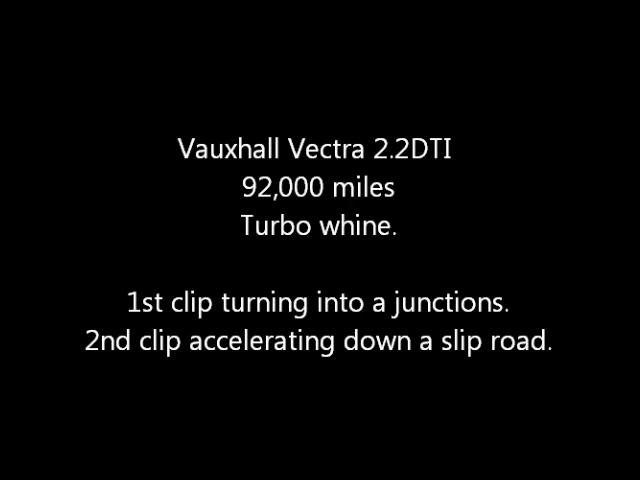 Vauxhall Vectra 2.2DTI
92,000 miles
Turbo whine.
1st clip turning into a junctions.
2nd clip accelerating down a slip road.